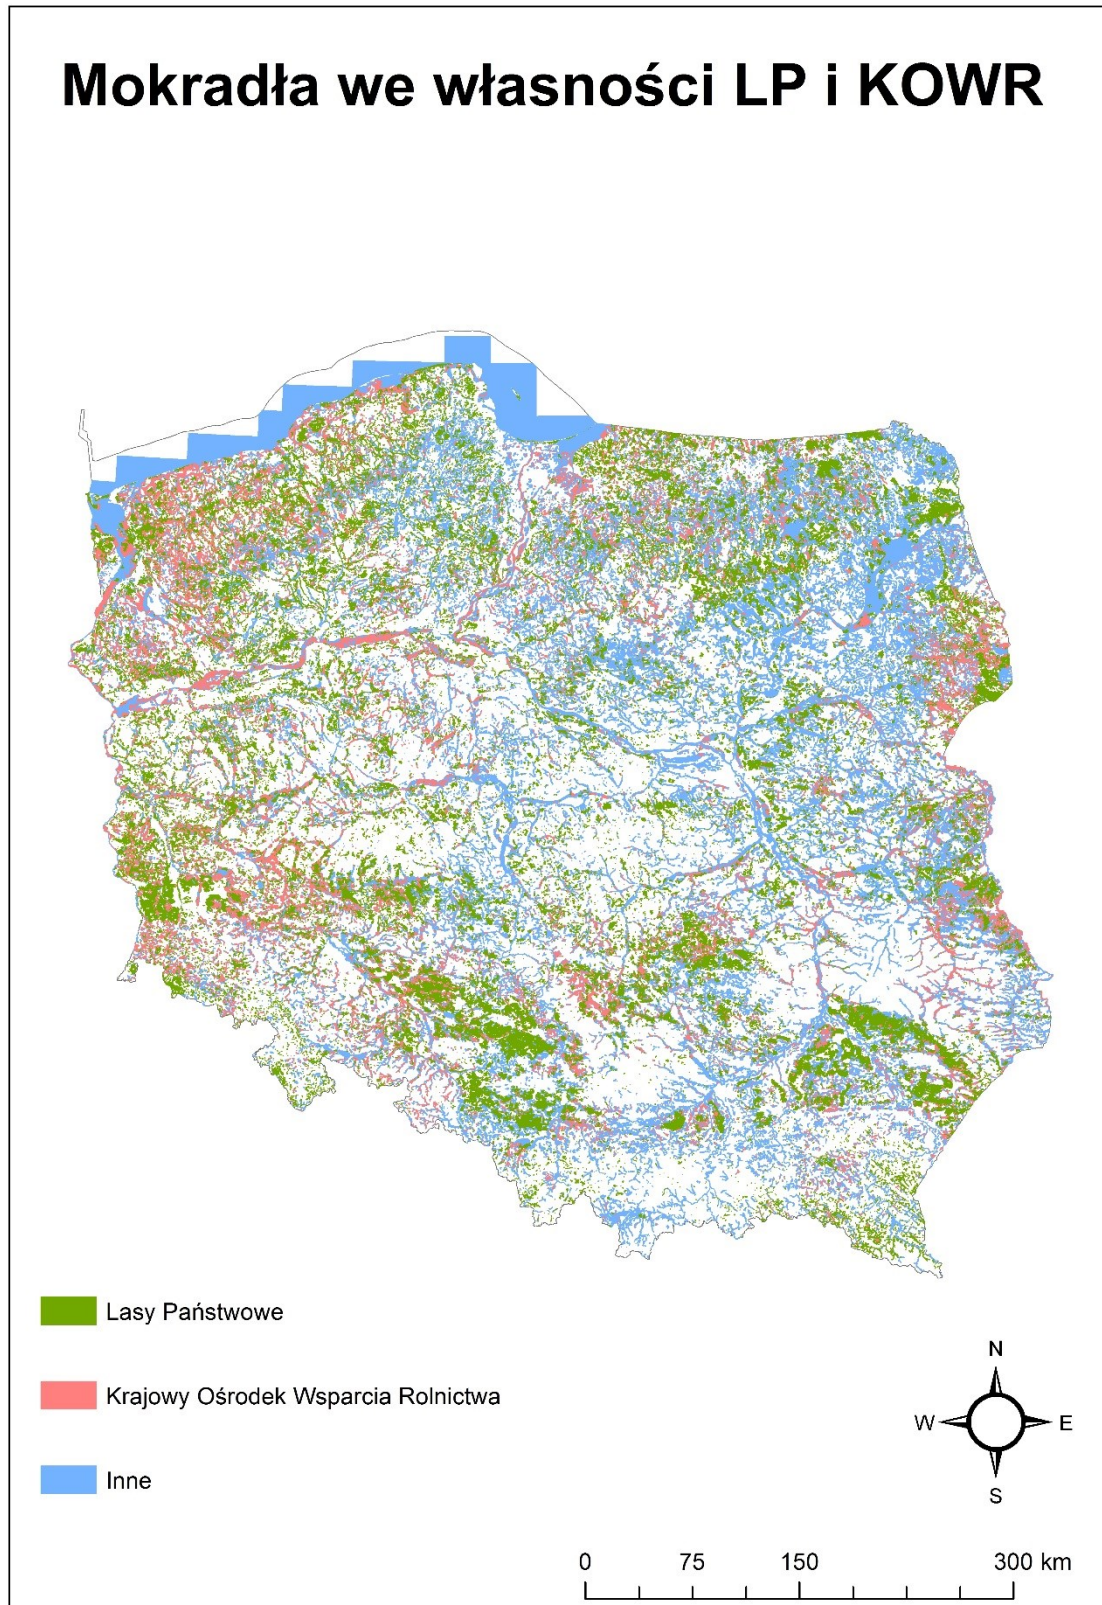 Mokradła we własności LP i KOWR
Lasy Państwowe
Krajowy Ośrodek Wsparcia Rolnictwa
Inne
N
W E
S
0 75 150 300 km